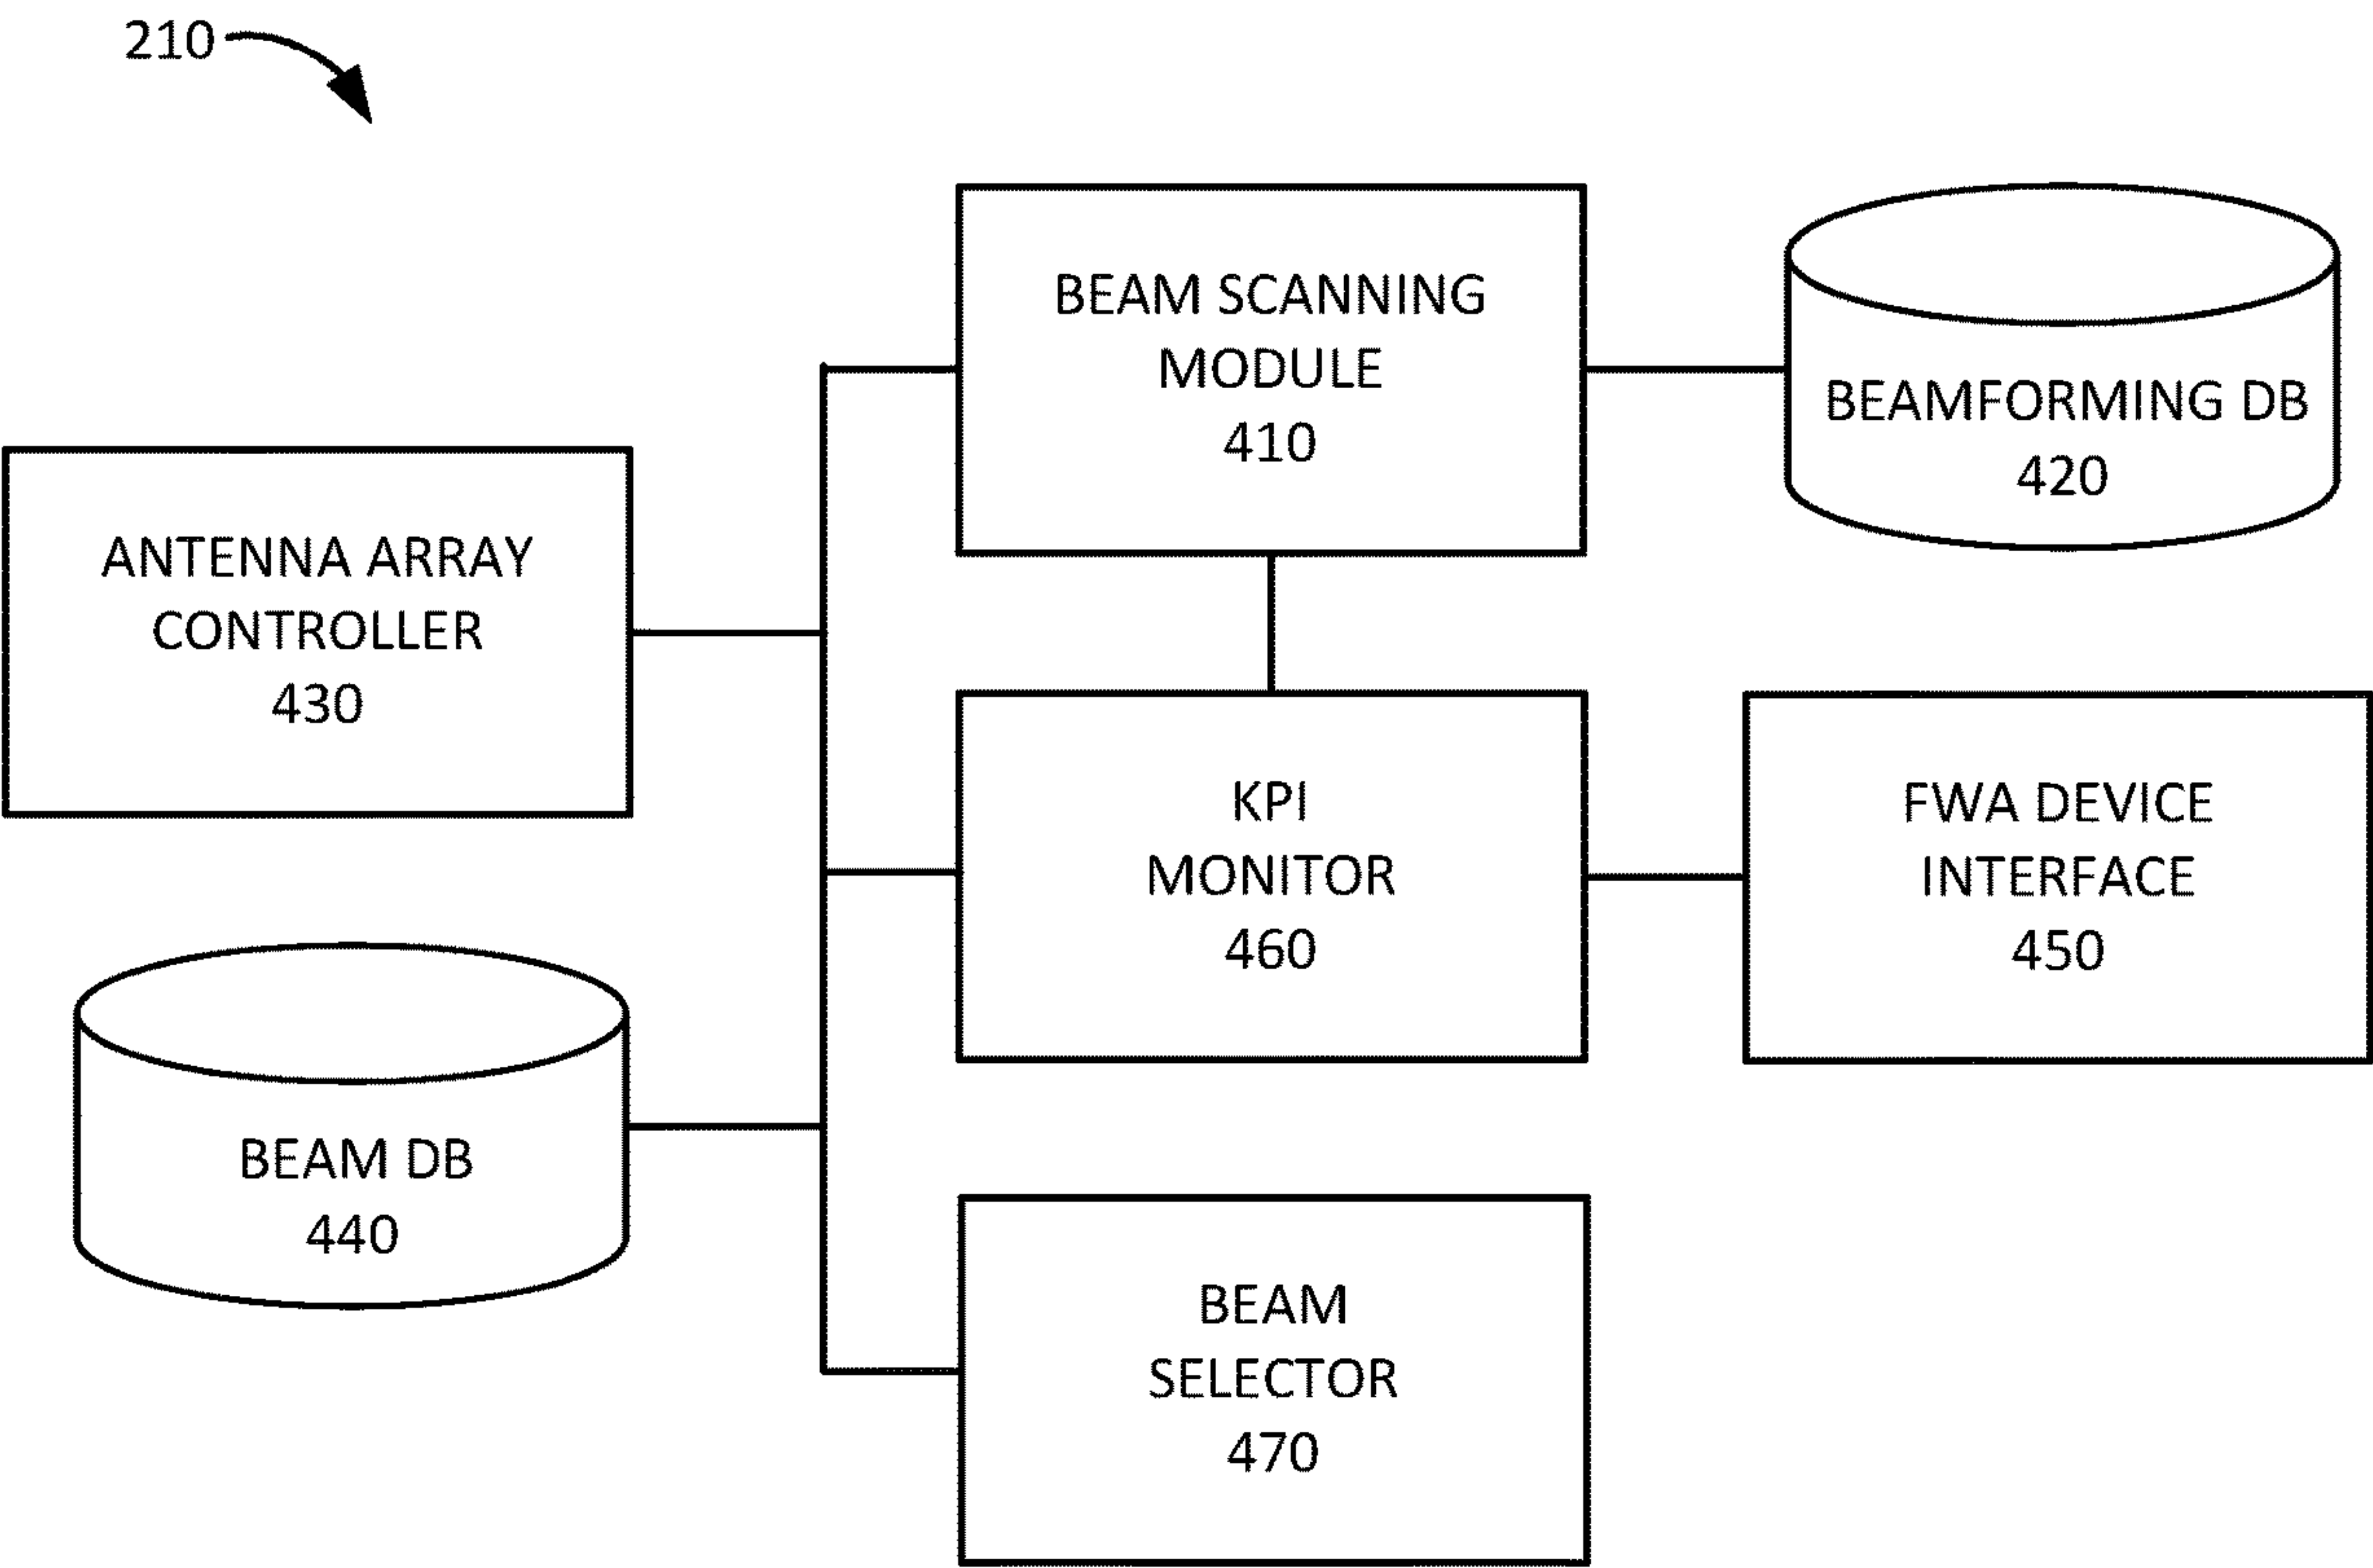 210
BEAM SCANNING
MODULE
410
BEAMFORMING DB
420
ANTENNA ARRAY
CONTROLLER
430
KPI
MONITOR
460
FWA DEVICE
INTERFACE
450
BEAM DB
440
BEAM
SELECTOR
470